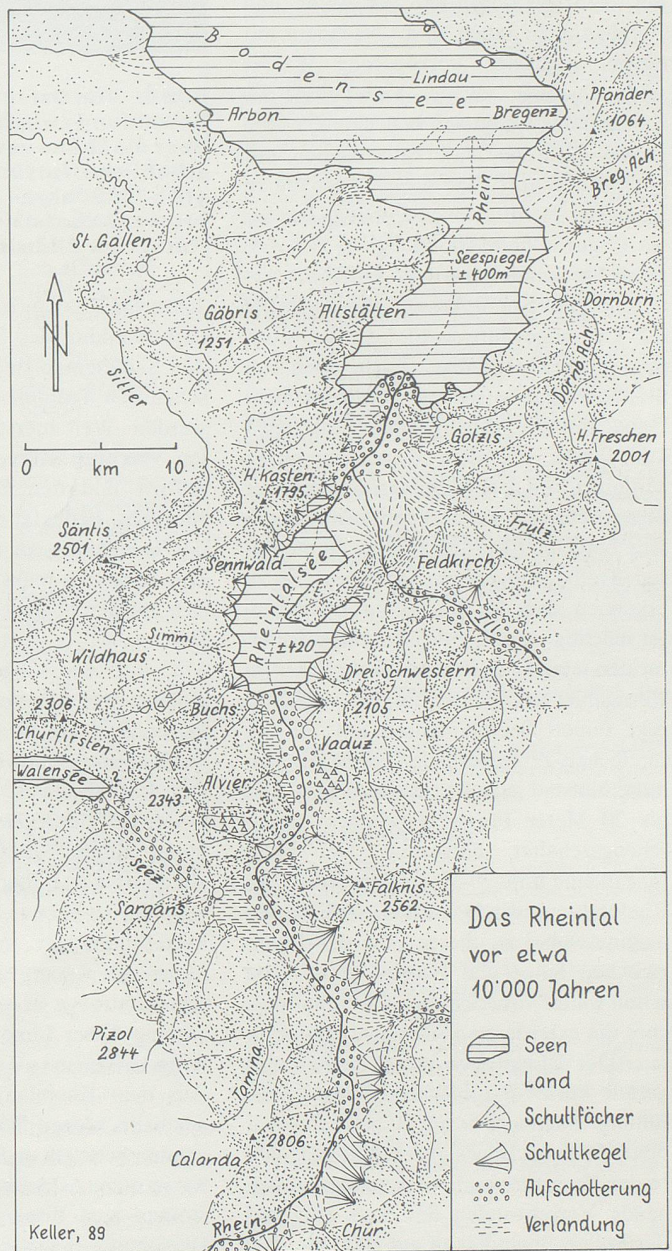 Bodensee
Lindau
Pfänder
1064
Arbon
Bregenz
Breg Ach
Rhein
St. Gallen
Seespiegel
± 400m
Dornbirn
Gäbris
1251
Altstätten
N
Sitter
Dornb. Ach
Götzis
0 km 10
H. Freschen
2001
H. Kasten
1795
Frutz
Säntis
2501
Sennwald
Feldkirch
Rheintalsee
±420
Ill
Simmi
Wildhaus
Drei Schwestern
2105
2306
Churfirsten
Buchs
Vaduz
Walensee
?
Alvier
2343
Seez
Falknis
2562
Sargans
?
Pizol
2844
Tamina
2806
Calanda
Rhein
Chur
Keller, 89
Das Rheintal
vor etwa
10'000 Jahren
Seen
Land
Schuttfächer
Schuttkegel
Aufschotterung
Verlandung